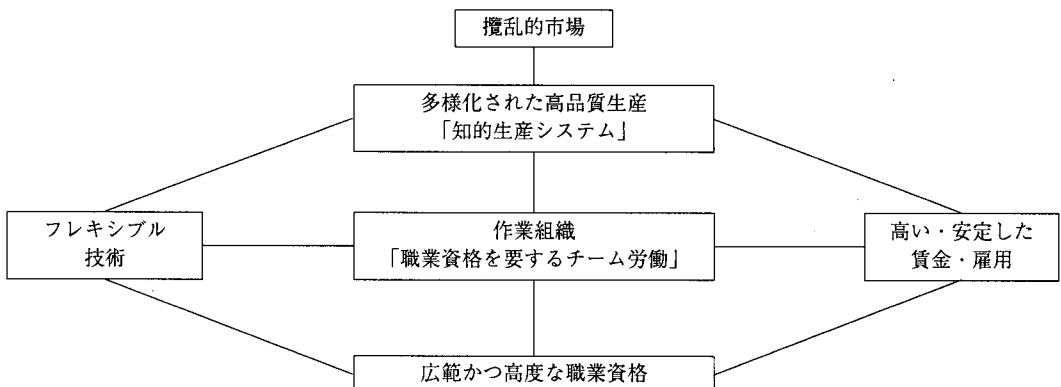 攪乱的市場
多様化された高品質生産
「知的生産システム」
フレキシブル
技術
作業組織
「職業資格を要するチーム労働」
高い・安定した
賃金・雇用
広範かつ高度な職業資格